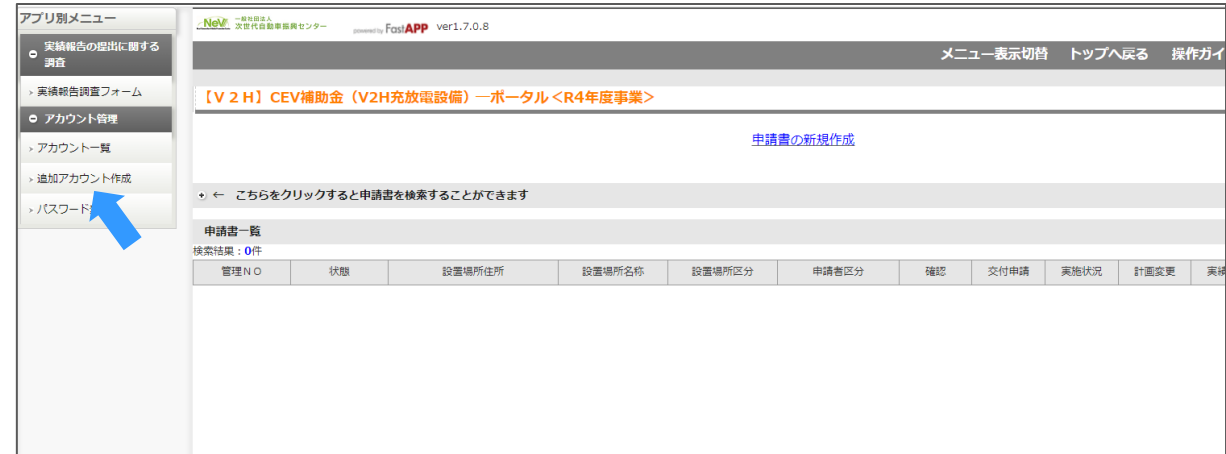 アプリ別メニュー
実績報告の提出に関する
調査
実績報告調査フォーム
アカウント管理
アカウント一覧
追加アカウント作成
パスワード
NeV 一般社団法人
次世代自動車振興センター
powered by FastAPP ver1.7.0.8
メニュー表示切替 トップへ戻る 操作ガイ
【V2H】CEV補助金（V2H充放電設備）―ポータル<R4年度事業>
申請書の新規作成
← こちらをクリックすると申請書を検索することができます
申請書一覧
検索結果：0件
管理NO 状態 設置場所住所 設置場所名称 設置場所区分 申請者区分 確認 交付申請 実施状況 計画変更 実績